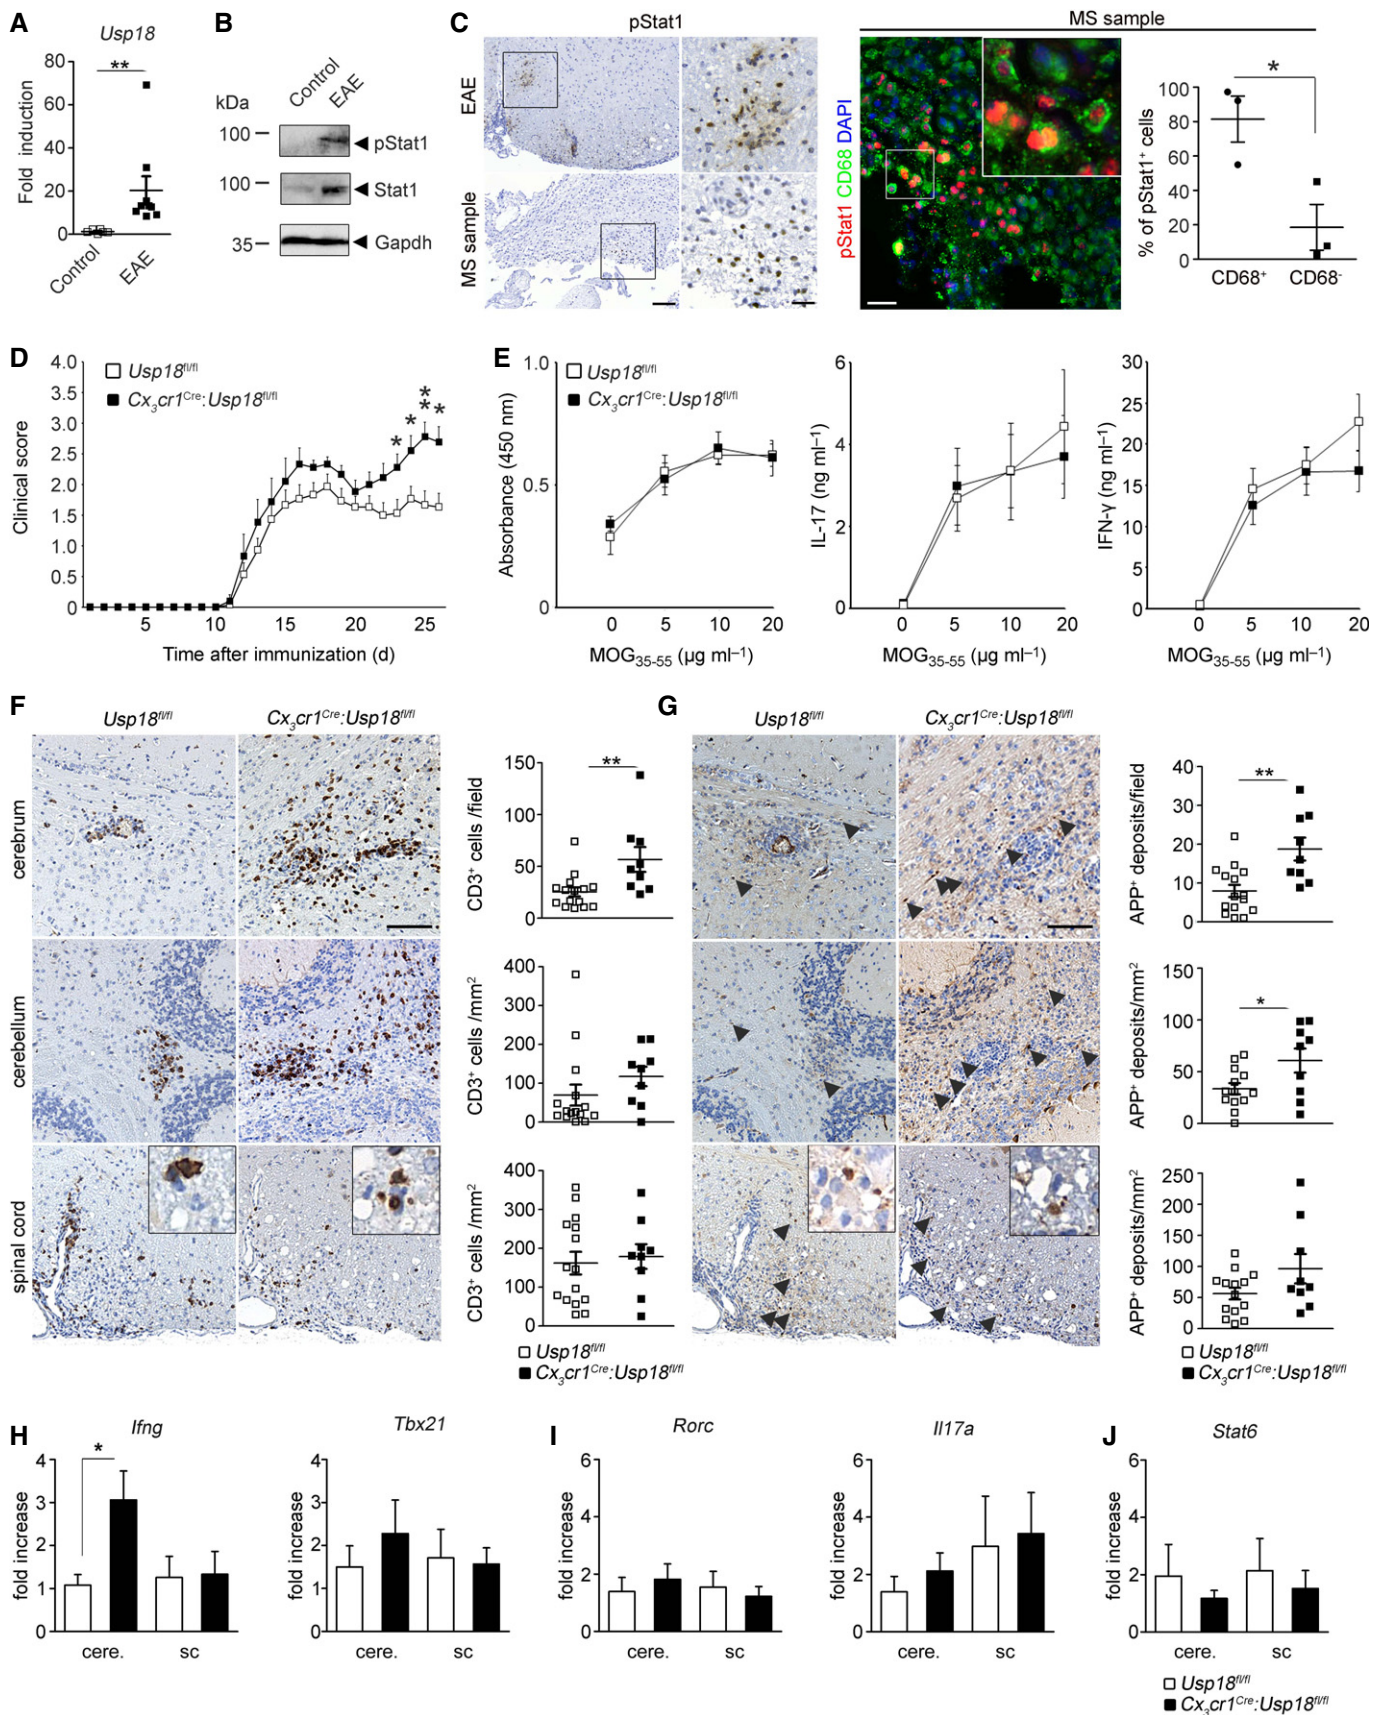 A
Usp18
Fold induction
80
60
40
20
0
**
Control
EAE
B
kDa
Control
EAE
100
pStat1
100
Stat1
35
Gapdh
C
pStat1
EAE
MS sample
MS sample
pStat1 CD68 DAPI
% of pStat1⁺ cells
100
80
60
40
20
0
*
CD68⁺
CD68⁻
D
Clinical score
4.0
3.5
3.0
2.5
2.0
1.5
1.0
0.5
0
Usp18fl/fl
Cx₃cr1Cre:Usp18fl/fl
* * ** *
5 10 15 20 25
Time after immunization (d)
E
Absorbance (450 nm)
1.0
0.5
0
Usp18fl/fl
Cx₃cr1Cre:Usp18fl/fl
0 5 10 20
MOG35-55 (µg ml–1)
IL-17 (ng ml–1)
6
4
2
0
0 5 10 20
MOG35-55 (µg ml–1)
IFN-γ (ng ml–1)
30
25
20
15
10
5
0
0 5 10 20
MOG35-55 (µg ml–1)
F
Usp18fl/fl
Cx₃cr1Cre:Usp18fl/fl
cerebrum
cerebellum
spinal cord
CD3⁺ cells /field
150
100
50
0
**
CD3⁺ cells /mm²
400
300
200
100
0
CD3⁺ cells /mm²
400
300
200
100
0
Usp18fl/fl
Cx₃cr1Cre:Usp18fl/fl
G
Usp18fl/fl
Cx₃cr1Cre:Usp18fl/fl
APP⁺ deposits/field
40
30
20
10
0
**
APP⁺ deposits/mm²
150
100
50
0
*
APP⁺ deposits/mm²
250
200
150
100
50
0
Usp18fl/fl
Cx₃cr1Cre:Usp18fl/fl
H
Ifng
fold increase
4
3
2
1
0
*
cere. sc
Tbx21
fold increase
4
3
2
1
0
cere. sc
I
Rorc
fold increase
6
4
2
0
cere. sc
Il17a
fold increase
6
4
2
0
cere. sc
J
Stat6
fold increase
6
4
2
0
cere. sc
Usp18fl/fl
Cx₃cr1Cre:Usp18fl/fl